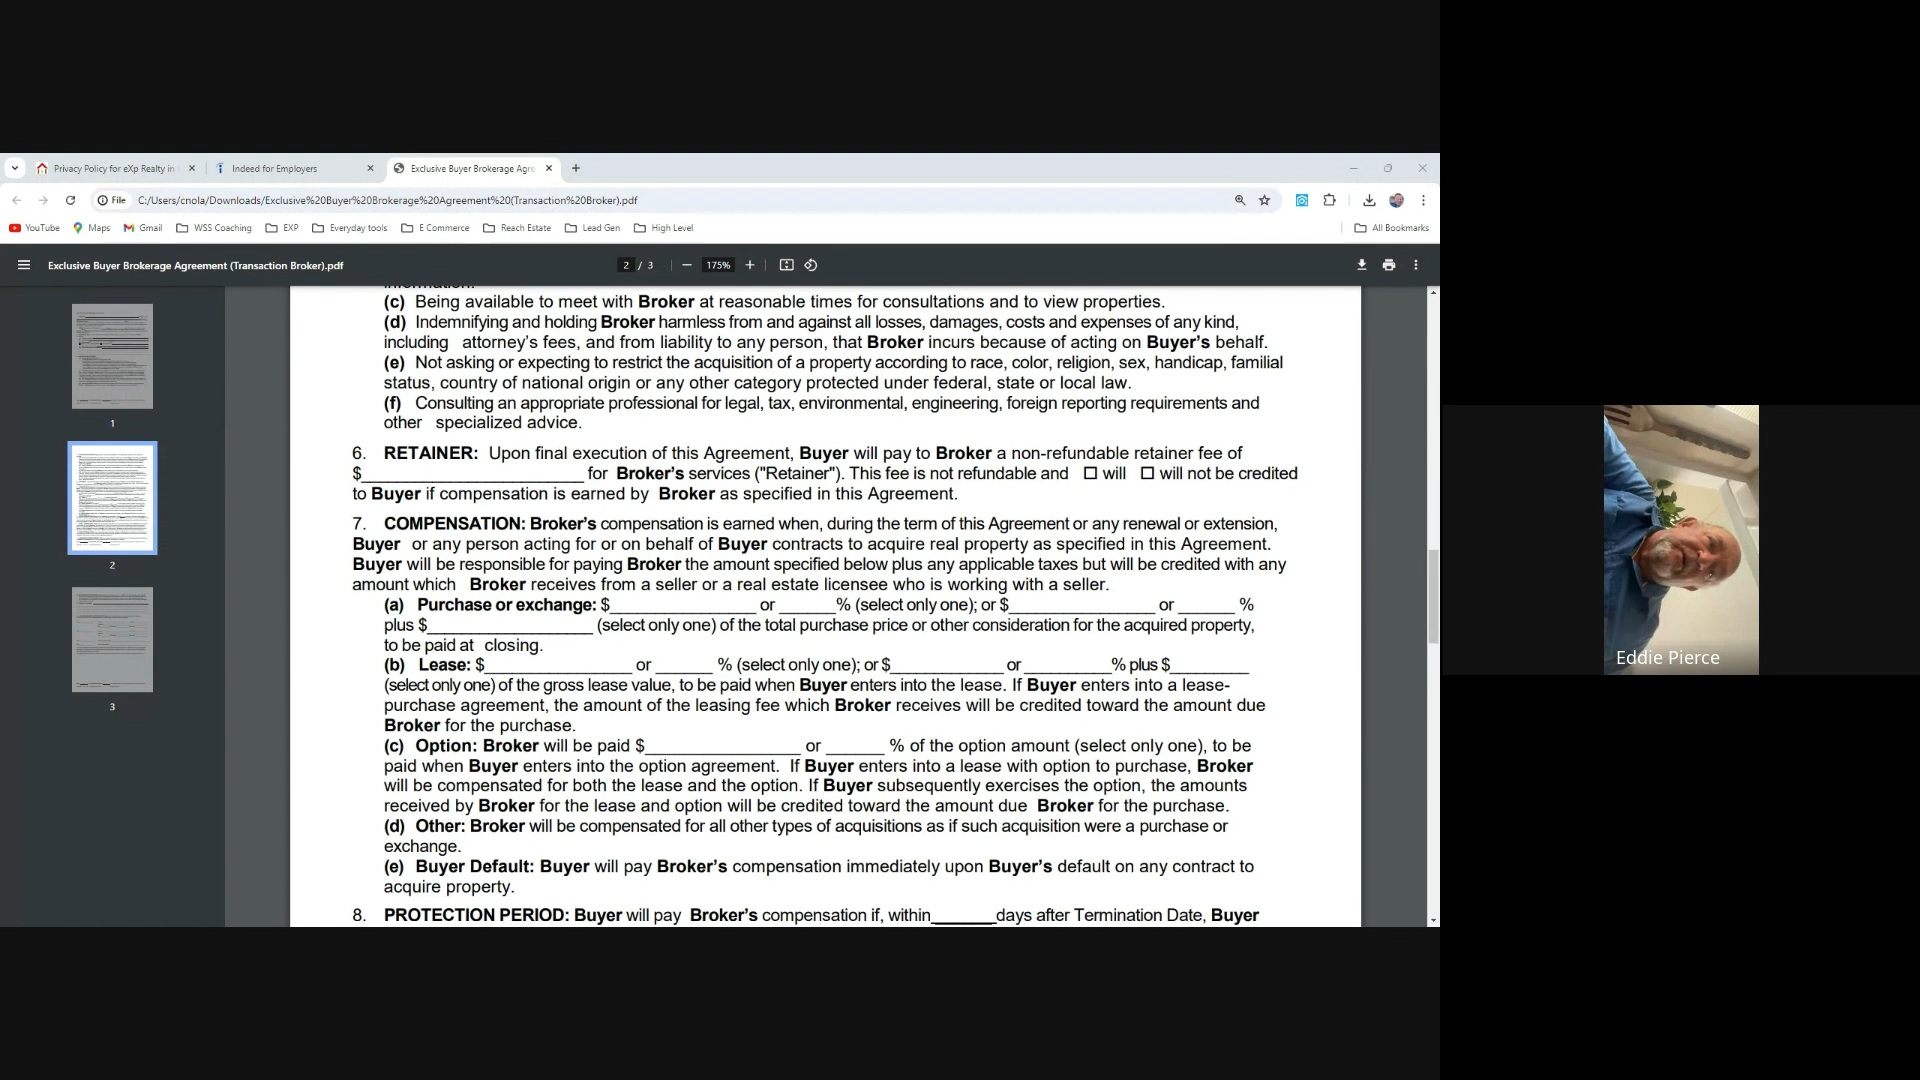 Privacy Policy for eXp Realty in
Indeed for Employers
Exclusive Buyer Brokerage Agre
File C:/Users/cnola/Downloads/Exclusive%20Buyer%20Brokerage%20Agreement%20(Transaction%20Broker).pdf
YouTube Maps Gmail WSS Coaching EXP Everyday tools E Commerce Reach Estate Lead Gen High Level All Bookmarks
Exclusive Buyer Brokerage Agreement (Transaction Broker).pdf 2 / 3 175%
1
2
3
information.
(c) Being available to meet with Broker at reasonable times for consultations and to view properties.
(d) Indemnifying and holding Broker harmless from and against all losses, damages, costs and expenses of any kind,
including attorney's fees, and from liability to any person, that Broker incurs because of acting on Buyer's behalf.
(e) Not asking or expecting to restrict the acquisition of a property according to race, color, religion, sex, handicap, familial
status, country of national origin or any other category protected under federal, state or local law.
(f) Consulting an appropriate professional for legal, tax, environmental, engineering, foreign reporting requirements and
other specialized advice.
6. RETAINER: Upon final execution of this Agreement, Buyer will pay to Broker a non-refundable retainer fee of
$______________________ for Broker's services ("Retainer"). This fee is not refundable and ☐ will ☐ will not be credited
to Buyer if compensation is earned by Broker as specified in this Agreement.
7. COMPENSATION: Broker's compensation is earned when, during the term of this Agreement or any renewal or extension,
Buyer or any person acting for or on behalf of Buyer contracts to acquire real property as specified in this Agreement.
Buyer will be responsible for paying Broker the amount specified below plus any applicable taxes but will be credited with any
amount which Broker receives from a seller or a real estate licensee who is working with a seller.
(a) Purchase or exchange: $_______________ or ______% (select only one); or $_______________ or ______ %
plus $_________________ (select only one) of the total purchase price or other consideration for the acquired property,
to be paid at closing.
(b) Lease: $_______________ or ______ % (select only one); or $____________ or _________% plus $________
(select only one) of the gross lease value, to be paid when Buyer enters into the lease. If Buyer enters into a lease-
purchase agreement, the amount of the leasing fee which Broker receives will be credited toward the amount due
Broker for the purchase.
(c) Option: Broker will be paid $________________ or ______ % of the option amount (select only one), to be
paid when Buyer enters into the option agreement. If Buyer enters into a lease with option to purchase, Broker
will be compensated for both the lease and the option. If Buyer subsequently exercises the option, the amounts
received by Broker for the lease and option will be credited toward the amount due Broker for the purchase.
(d) Other: Broker will be compensated for all other types of acquisitions as if such acquisition were a purchase or
exchange.
(e) Buyer Default: Buyer will pay Broker's compensation immediately upon Buyer's default on any contract to
acquire property.
8. PROTECTION PERIOD: Buyer will pay Broker's compensation if, within_______days after Termination Date, Buyer
Eddie Pierce